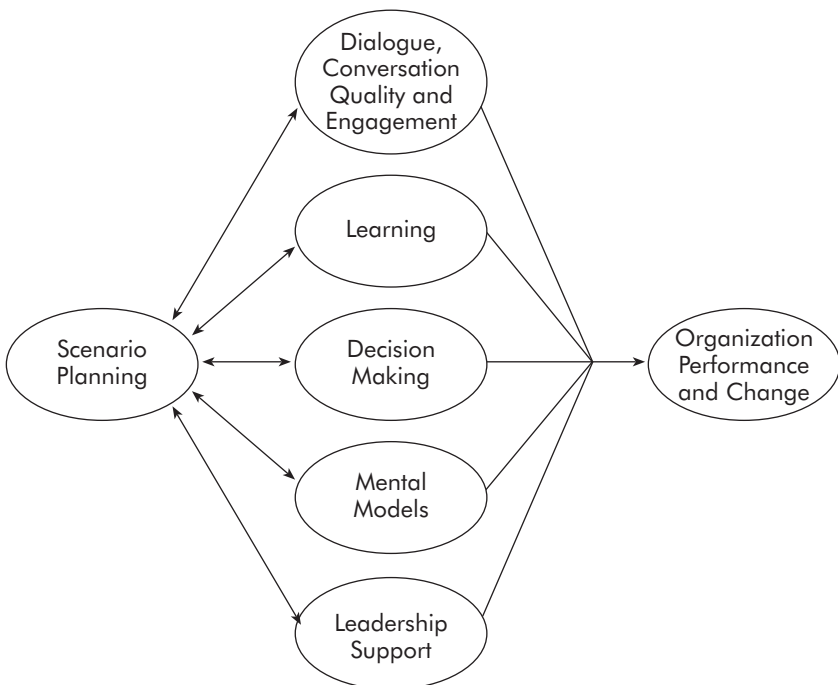 Dialogue,
Conversation
Quality and
Engagement
Learning
Scenario
Planning
Decision
Making
Organization
Performance
and Change
Mental
Models
Leadership
Support